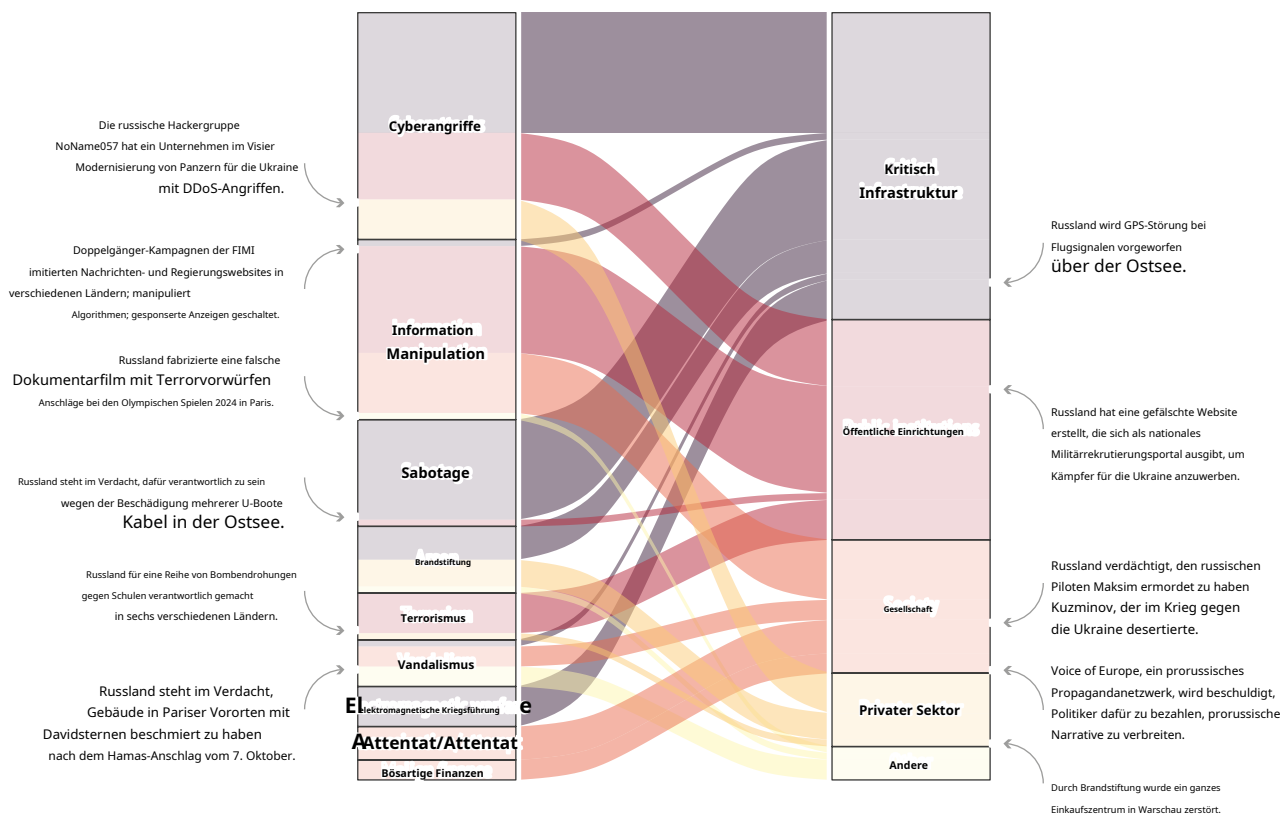 Die russische Hackergruppe
NoName057 hat ein Unternehmen im Visier
Modernisierung von Panzern für die Ukraine
mit DDoS-Angriffen.
Doppelgänger-Kampagnen der FIMI
imitierten Nachrichten- und Regierungswebsites in
verschiedenen Ländern; manipuliert
Algorithmen; gesponserte Anzeigen geschaltet.
Russland fabrizierte eine falsche
Dokumentarfilm mit Terrorvorwürfen
Anschläge bei den Olympischen Spielen 2024 in Paris.
Russland steht im Verdacht, dafür verantwortlich zu sein
wegen der Beschädigung mehrerer U-Boote
Kabel in der Ostsee.
Russland für eine Reihe von Bombendrohungen
gegen Schulen verantwortlich gemacht
in sechs verschiedenen Ländern.
Russland steht im Verdacht,
Gebäude in Pariser Vororten mit
Davidsternen beschmiert zu haben
nach dem Hamas-Anschlag vom 7. Oktober.
Cyberangriffe
Information
Manipulation
Sabotage
Brandstiftung
Terrorismus
Vandalismus
Elektromagnetische Kriegsführung
Attentat/Attentat
Bösartige Finanzen
Kritisch
Infrastruktur
Öffentliche Einrichtungen
Gesellschaft
Privater Sektor
Andere
Russland wird GPS-Störung bei
Flugsignalen vorgeworfen
über der Ostsee.
Russland hat eine gefälschte Website
erstellt, die sich als nationales
Militärrekrutierungsportal ausgibt, um
Kämpfer für die Ukraine anzuwerben.
Russland verdächtigt, den russischen
Piloten Maksim ermordet zu haben
Kuzminov, der im Krieg gegen
die Ukraine desertierte.
Voice of Europe, ein prorussisches
Propagandanetzwerk, wird beschuldigt,
Politiker dafür zu bezahlen, prorussische
Narrative zu verbreiten.
Durch Brandstiftung wurde ein ganzes
Einkaufszentrum in Warschau zerstört.